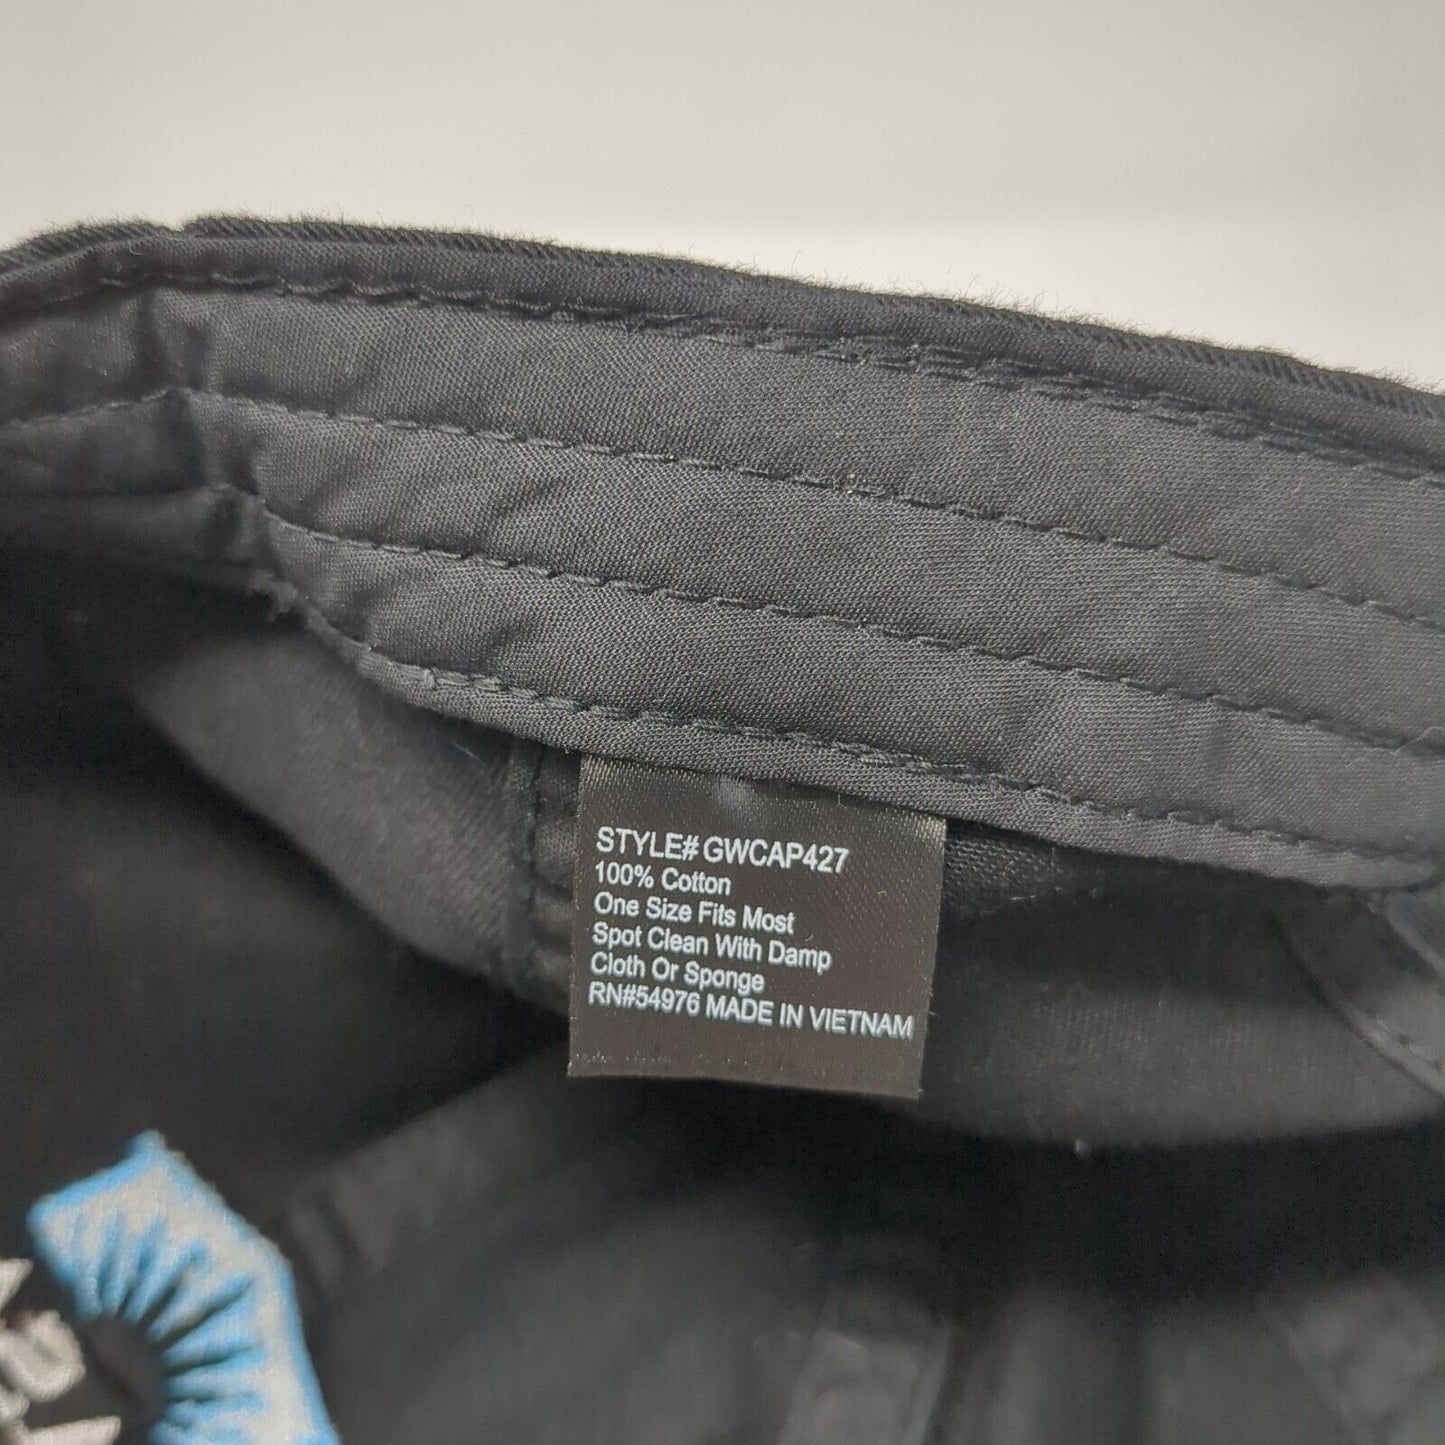 STYLE# GWCAP427
100% Cotton
One Size Fits Most
Spot Clean With Damp
Cloth Or Sponge
RN#54976 MADE IN VIETNAM